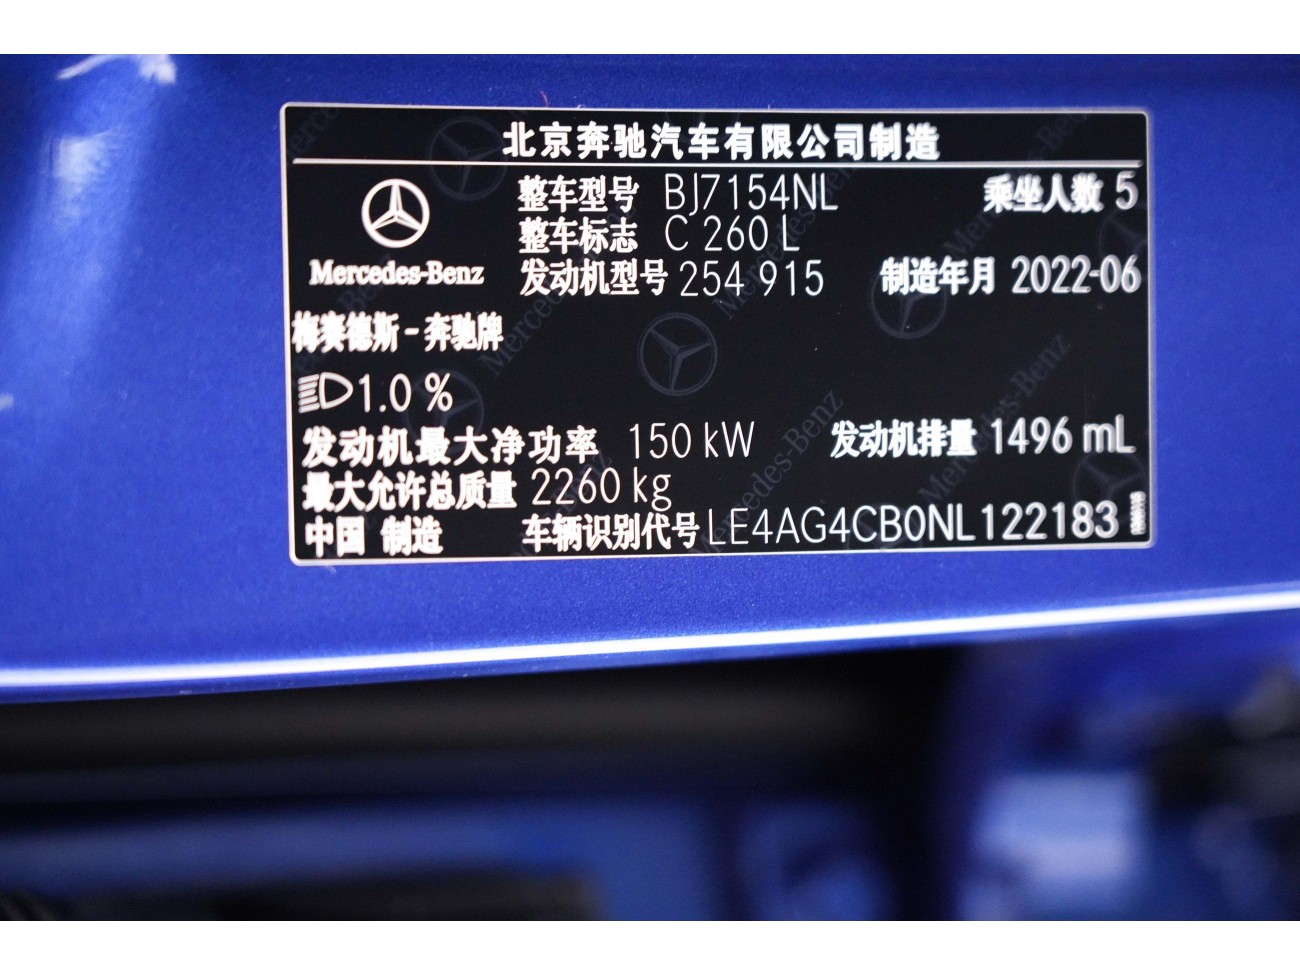 北京奔驰汽车有限公司制造
整车型号 BJ7154NL 乘坐人数 5
整车标志 C 260 L
Mercedes-Benz
发动机型号 254 915 制造年月 2022-06
梅赛德斯-奔驰牌
1.0 %
发动机最大净功率 150 kW 发动机排量 1496 mL
最大允许总质量 2260 kg
中国 制造 车辆识别代号 LE4AG4CB0NL122183